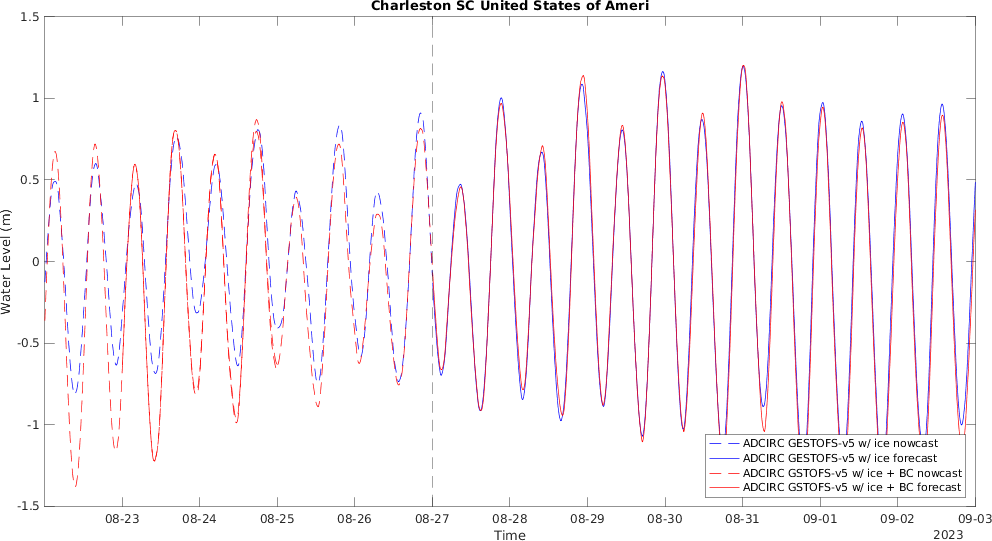 Charleston SC United States of Ameri
1.5
1
0.5
0
-0.5
-1
-1.5
Water Level (m)
08-23 08-24 08-25 08-26 08-27 08-28 08-29 08-30 08-31 09-01 09-02 09-03
Time
2023
ADCIRC GESTOFS-v5 w/ ice nowcast
ADCIRC GESTOFS-v5 w/ ice forecast
ADCIRC GSTOFS-v5 w/ ice + BC nowcast
ADCIRC GSTOFS-v5 w/ ice + BC forecast